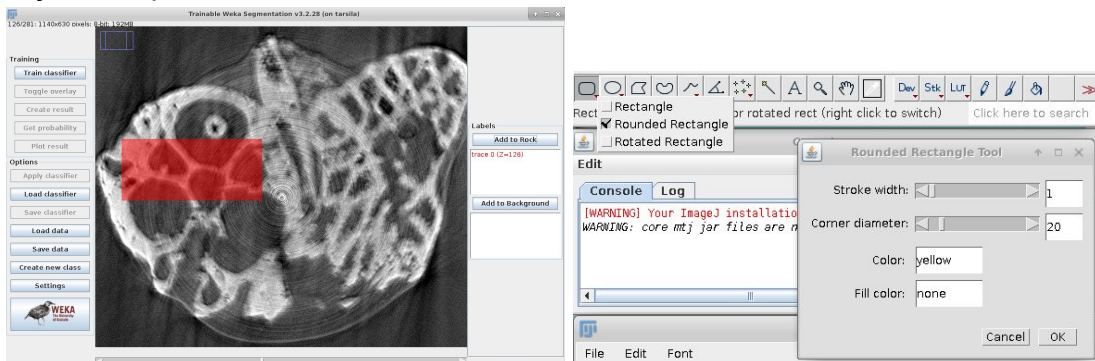 Trainable Weka Segmentation v3.2.28 (on tarsila)
126/281: 1140x630 pixels; 8-bit; 192MB
Training
Train classifier
Toggle overlay
Create result
Get probability
Plot result
Options
Apply classifier
Load classifier
Save classifier
Load data
Save data
Create new class
Settings
WEKA
The University
of Waikato
Labels
Add to Rock
trace 0 (Z=126)
Add to Background
A
Dev
Stk
LUT
Rect
or rotated rect (right click to switch)
Click here to search
Rectangle
Rounded Rectangle
Rotated Rectangle
Edit
Console
Log
[WARNING] Your ImageJ installatio
WARNING: core mtj jar files are n
File Edit Font
Rounded Rectangle Tool
Stroke width:
1
Corner diameter:
20
Color:
yellow
Fill color:
none
Cancel
OK